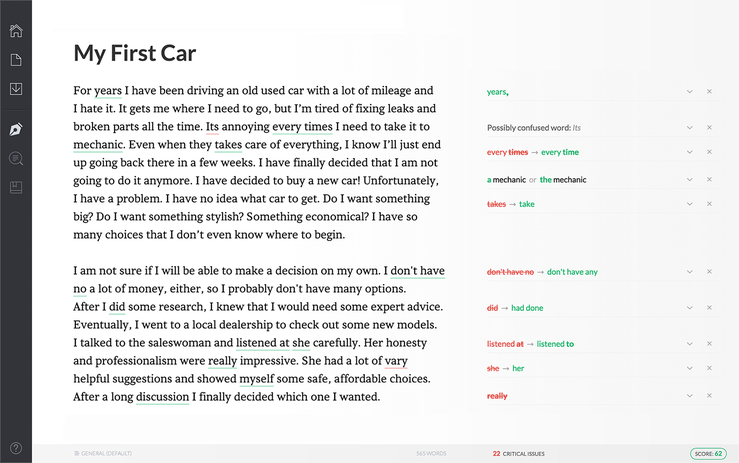 My First Car
For years I have been driving an old used car with a lot of mileage and
I hate it. It gets me where I need to go, but I'm tired of fixing leaks and
broken parts all the time. Its annoying every times I need to take it to
mechanic. Even when they takes care of everything, I know I'll just end
up going back there in a few weeks. I have finally decided that I am not
going to do it anymore. I have decided to buy a new car! Unfortunately,
I have a problem. I have no idea what car to get. Do I want something
big? Do I want something stylish? Something economical? I have so
many choices that I don't even know where to begin.
I am not sure if I will be able to make a decision on my own. I don't have
no a lot of money, either, so I probably don't have many options.
After I did some research, I knew that I would need some expert advice.
Eventually, I went to a local dealership to check out some new models.
I talked to the saleswoman and listened at she carefully. Her honesty
and professionalism were really impressive. She had a lot of vary
helpful suggestions and showed myself some safe, affordable choices.
After a long discussion I finally decided which one I wanted.
years,
Possibly confused word: Its
every times → every time
a mechanic or the mechanic
takes → take
don't have no → don't have any
did → had done
listened at → listened to
she → her
really
GENERAL (DEFAULT)
565 WORDS
22 CRITICAL ISSUES
SCORE: 62